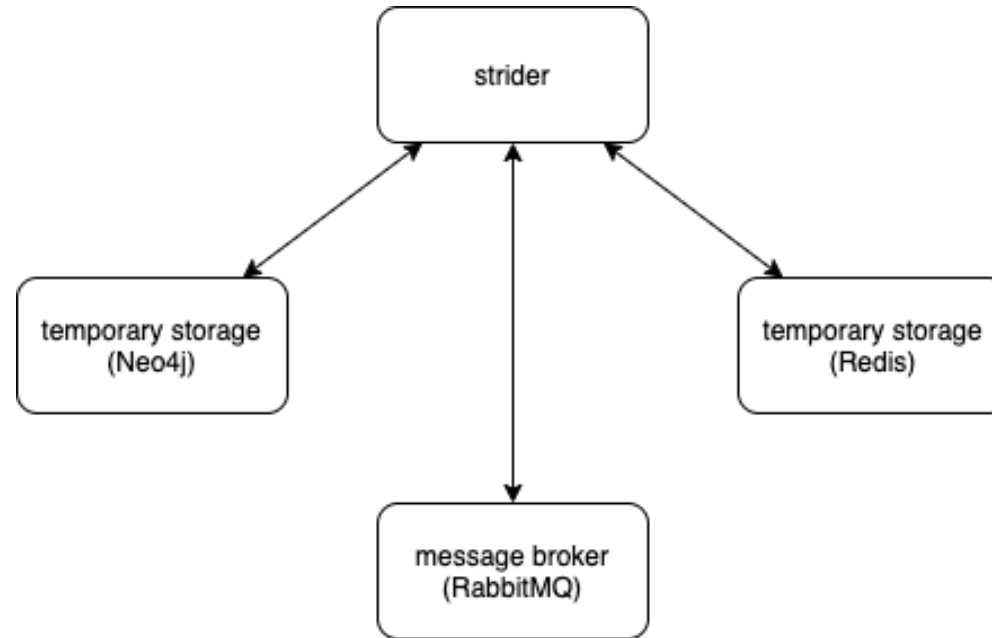 strider
temporary storage
(Neo4j)
temporary storage
(Redis)
message broker
(RabbitMQ)